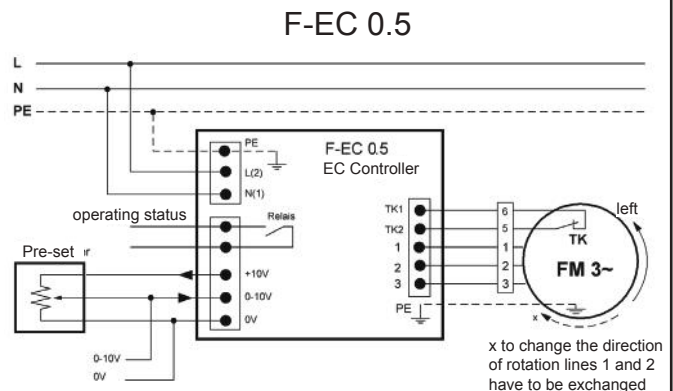 F-EC 0.5
L
N
PE
PE
L(2)
N(1)
F-EC 0.5
EC Controller
operating status
Relais
Pre-set
+10V
0-10V
0V
0-10V
0V
TK1
TK2
1
2
3
PE
6
5
1
2
3
left
TK
FM 3~
x
x to change the direction
of rotation lines 1 and 2
have to be exchanged